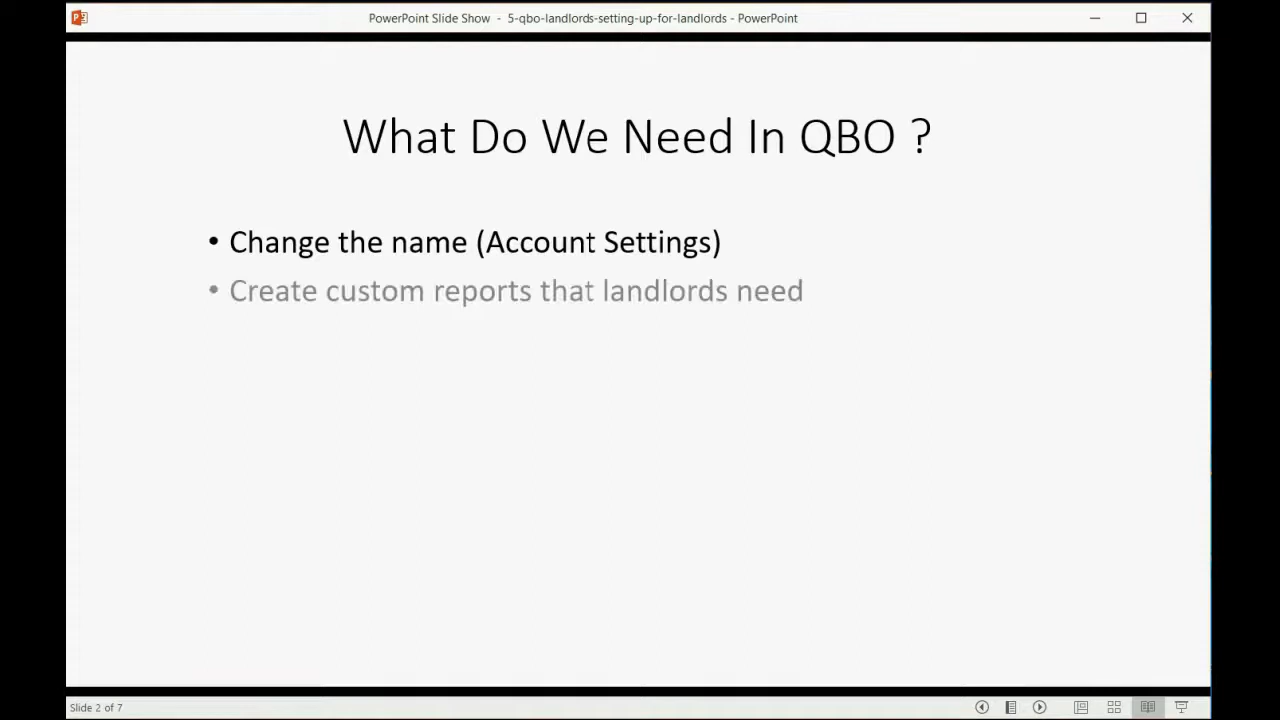 PowerPoint Slide Show - 5-qbo-landlords-setting-up-for-landlords - PowerPoint
What Do We Need In QBO ?
• Change the name (Account Settings)
• Create custom reports that landlords need
Slide 2 of 7